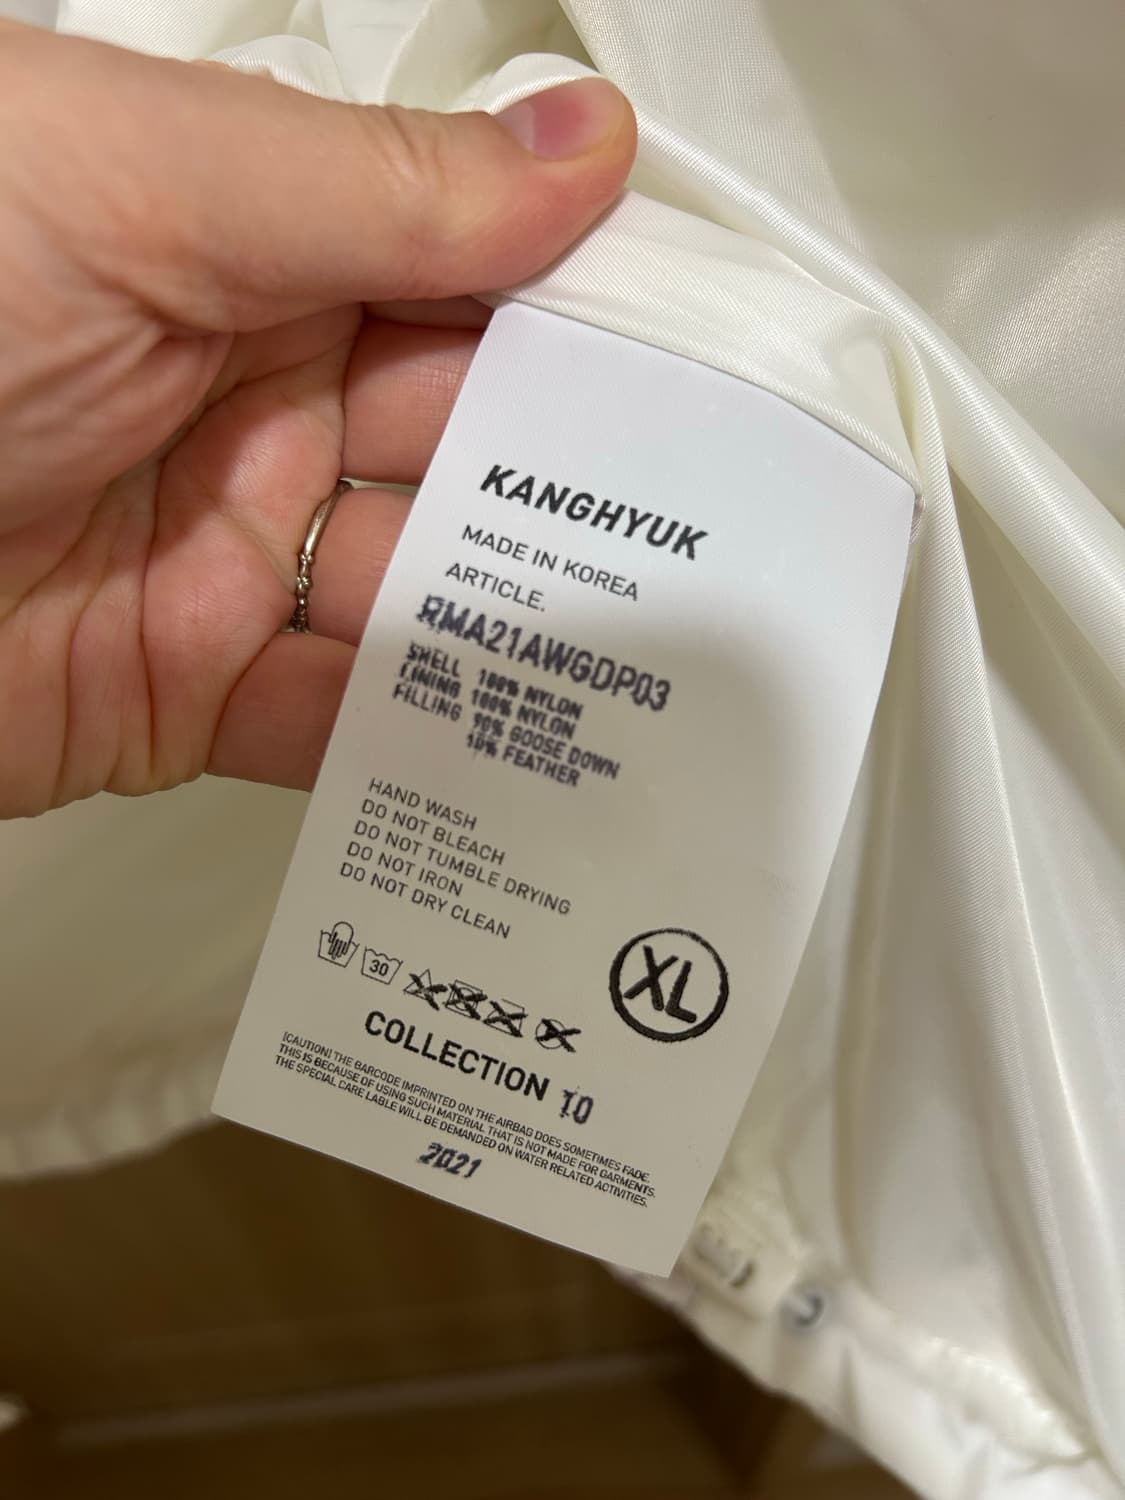 KANGHYUK
MADE IN KOREA
ARTICLE.
RMA21AWGDP03
SHELL 100% NYLON
LINING 100% NYLON
FILLING 90% GOOSE DOWN
10% FEATHER
HAND WASH
DO NOT BLEACH
DO NOT TUMBLE DRYING
DO NOT IRON
DO NOT DRY CLEAN
30
XL
COLLECTION 10
[CAUTION] THE BARCODE IMPRINTED ON THE AIRBAG DOES SOMETIMES FADE.
THIS IS BECAUSE OF USING SUCH MATERIAL THAT IS NOT MADE FOR GARMENTS.
THE SPECIAL CARE LABLE WILL BE DEMANDED ON WATER RELATED ACTIVITIES.
2021